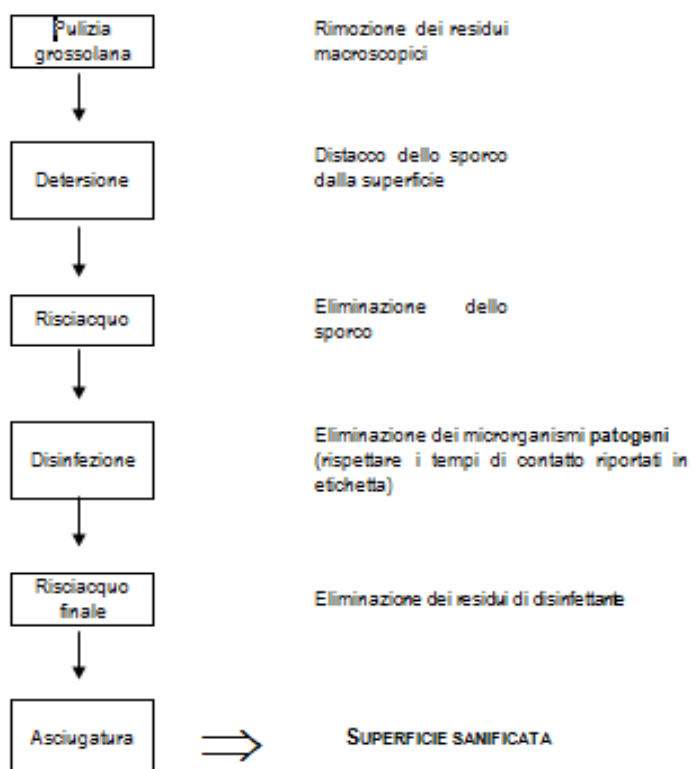 Pulizia
grossolana
Rimozione dei residui
macroscopici
Detersione
Distacco dello sporco
dalla superficie
Risciacquo
Eliminazione dello
sporco
Disinfezione
Eliminazione dei microrganismi patogeni
(rispettare i tempi di contatto riportati in
etichetta)
Risciacquo
finale
Eliminazione dei residui di disinfettante
Asciugatura
SUPERFICIE SANIFICATA